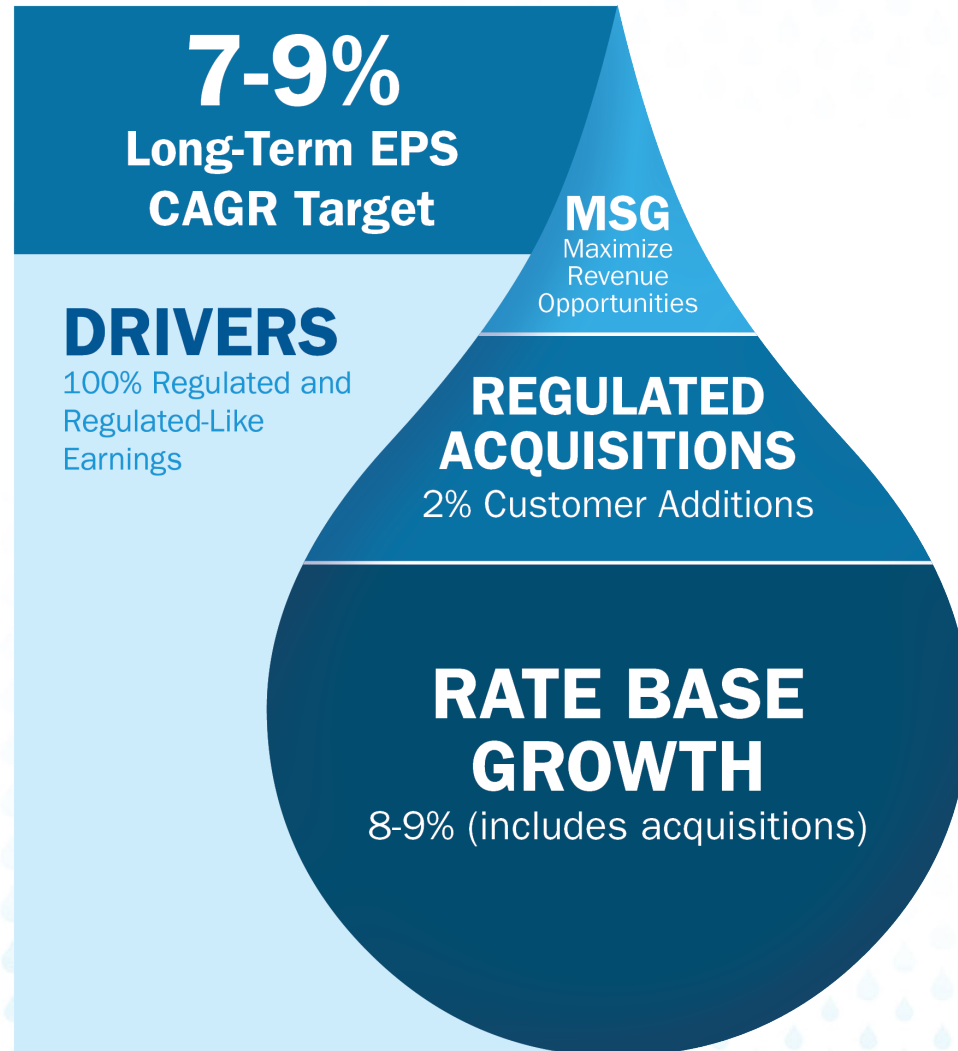 7-9%
Long-Term EPS
CAGR Target
DRIVERS
100% Regulated and
Regulated-Like
Earnings
MSG
Maximize
Revenue
Opportunities
REGULATED
ACQUISITIONS
2% Customer Additions
RATE BASE
GROWTH
8-9% (includes acquisitions)